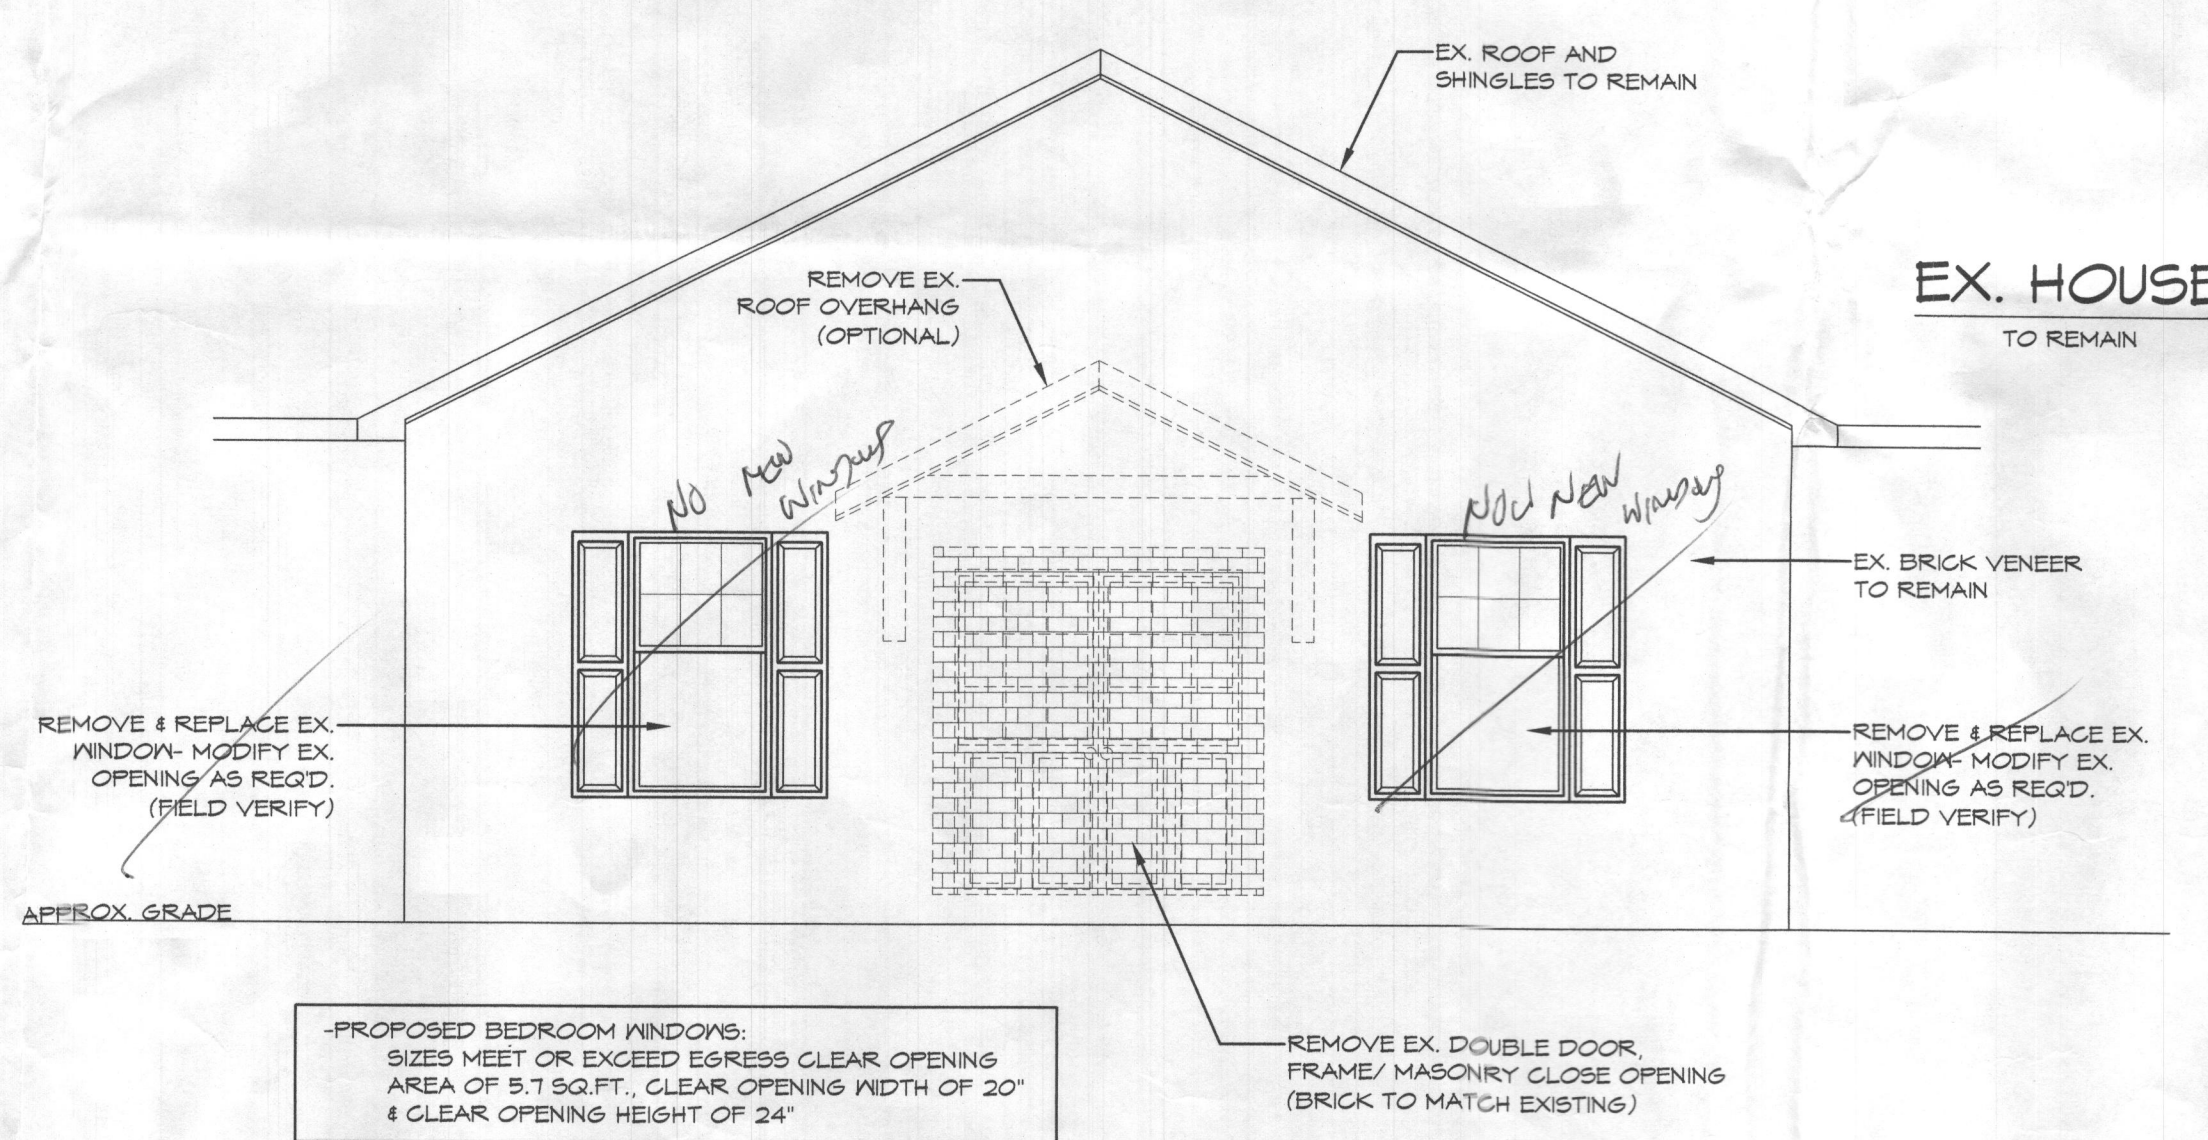 EX. ROOF AND
SHINGLES TO REMAIN
REMOVE EX.
ROOF OVERHANG
(OPTIONAL)
EX. HOUSE
TO REMAIN
NO NEW
WINDOWS
NO NEW
WINDOWS
EX. BRICK VENEER
TO REMAIN
REMOVE & REPLACE EX.
WINDOW- MODIFY EX.
OPENING AS REQ'D.
(FIELD VERIFY)
REMOVE & REPLACE EX.
WINDOW- MODIFY EX.
OPENING AS REQ'D.
(FIELD VERIFY)
APPROX. GRADE
-PROPOSED BEDROOM WINDOWS:
SIZES MEET OR EXCEED EGRESS CLEAR OPENING
AREA OF 5.7 SQ.FT., CLEAR OPENING WIDTH OF 20"
& CLEAR OPENING HEIGHT OF 24"
REMOVE EX. DOUBLE DOOR,
FRAME/ MASONRY CLOSE OPENING
(BRICK TO MATCH EXISTING)